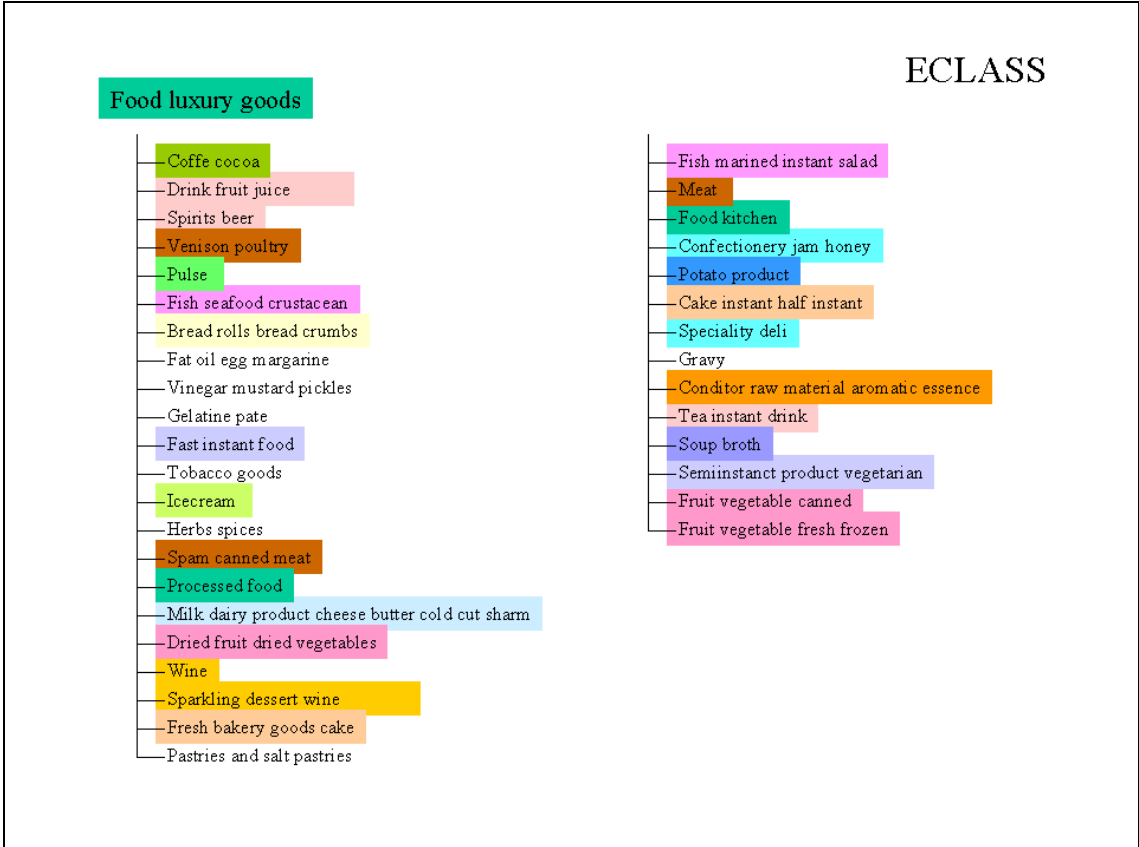 ECLASS
Food luxury goods
Coffe cocoa
Drink fruit juice
Spirits beer
Venison poultry
Pulse
Fish seafood crustacean
Bread rolls bread crumbs
Fat oil egg margarine
Vinegar mustard pickles
Gelatine pate
Fast instant food
Tobacco goods
Icecream
Herbs spices
Spam canned meat
Processed food
Milk dairy product cheese butter cold cut sharm
Dried fruit dried vegetables
Wine
Sparkling dessert wine
Fresh bakery goods cake
Pastries and salt pastries
Fish marined instant salad
Meat
Food kitchen
Confectionery jam honey
Potato product
Cake instant half instant
Speciality deli
Gravy
Conditor raw material aromatic essence
Tea instant drink
Soup broth
Semiinstanct product vegetarian
Fruit vegetable canned
Fruit vegetable fresh frozen